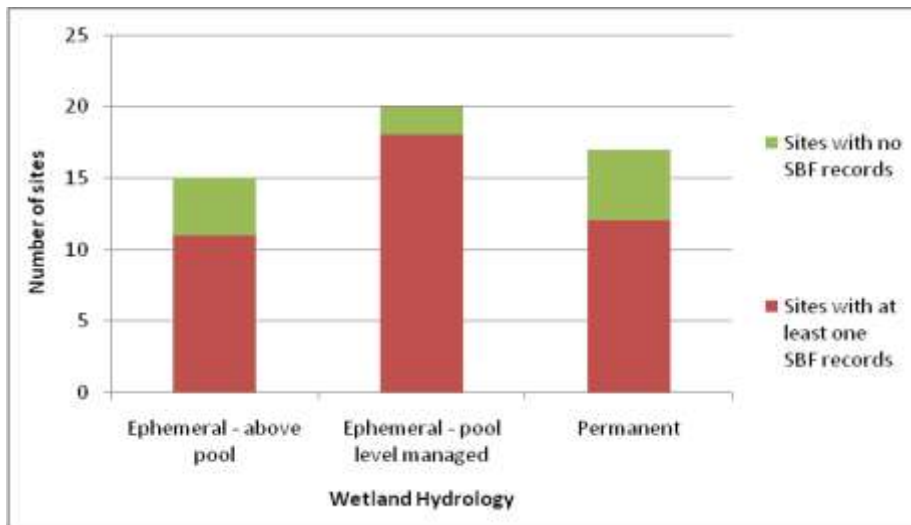 25
20
15
10
5
0
Number of sites
Ephemeral - above
pool
Ephemeral - pool
level managed
Permanent
Wetland Hydrology
Sites with no
SBF records
Sites with at
least one
SBF records